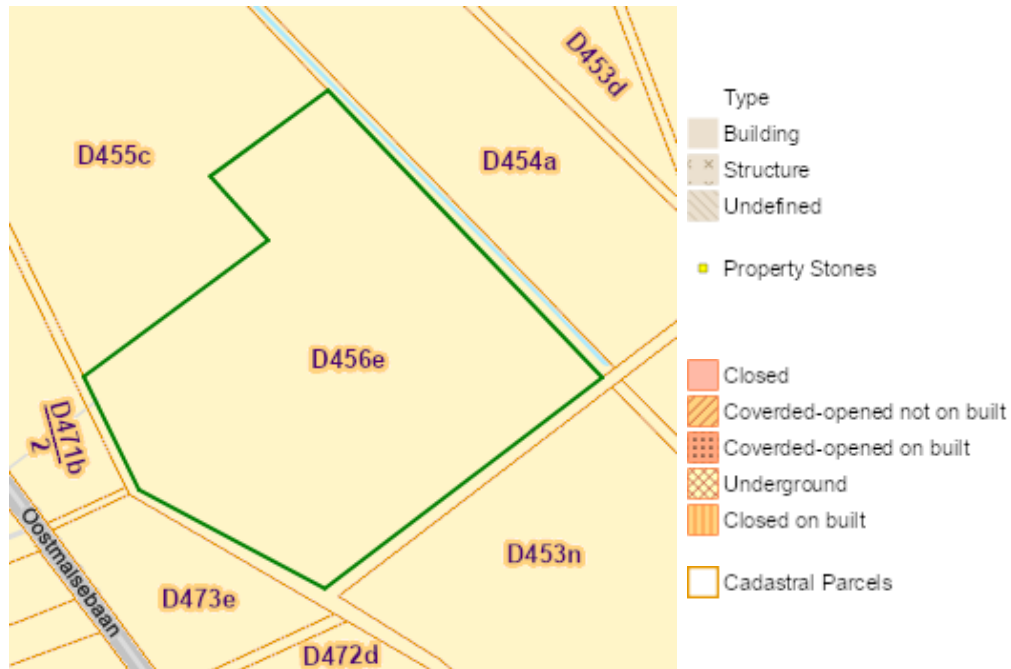 D453d
D455c
D454a
D456e
D471b
2
Oostmalsebaan
D453n
D473e
D472d
Type
Building
Structure
Undefined
Property Stones
Closed
Coverded-opened not on built
Coverded-opened on built
Underground
Closed on built
Cadastral Parcels